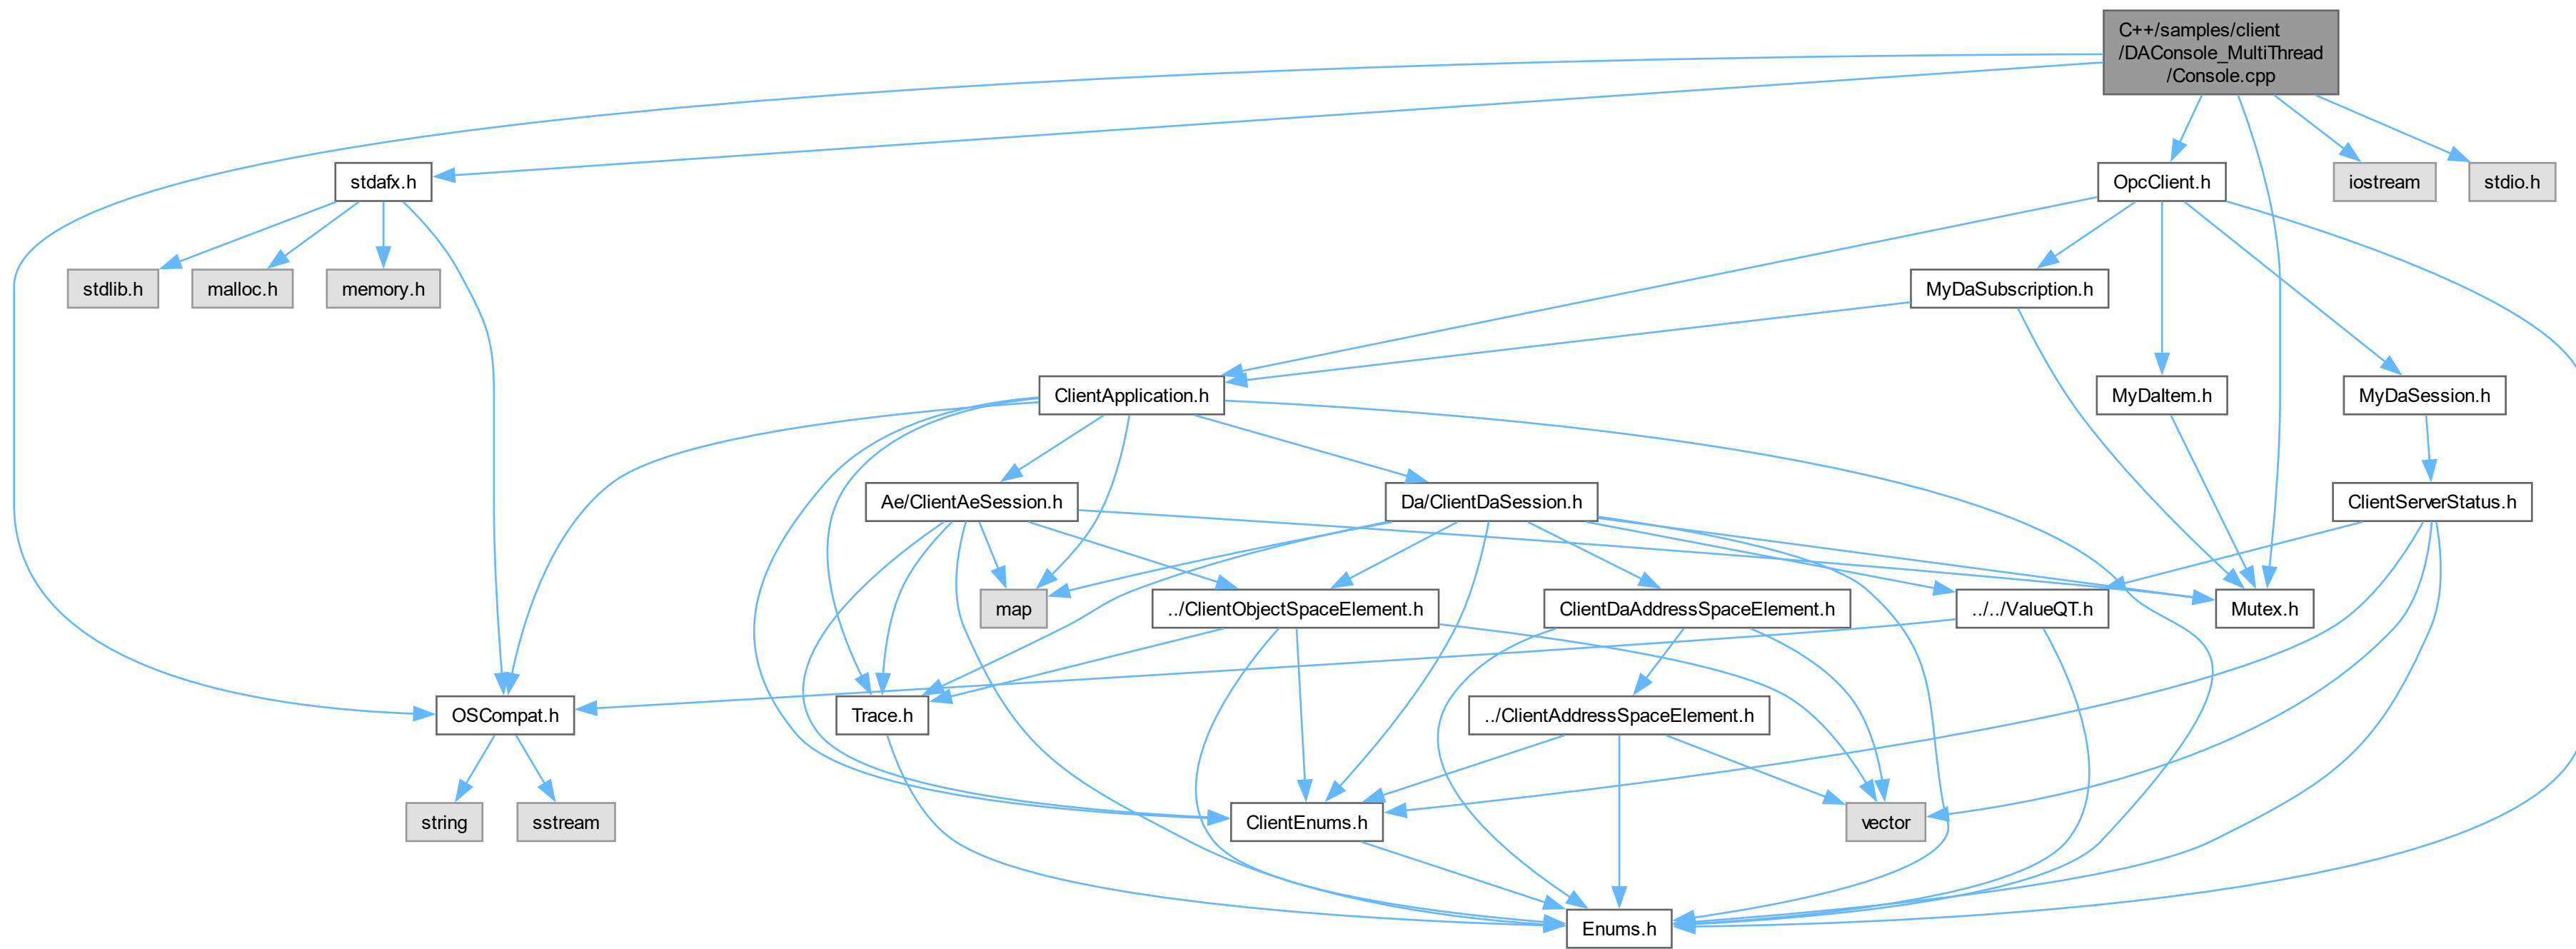 C++/samples/client
/DAConsole_MultiThread
/Console.cpp
stdafx.h
OpcClient.h
iostream
stdio.h
stdlib.h
malloc.h
memory.h
MyDaSubscription.h
ClientApplication.h
MyDaItem.h
MyDaSession.h
Ae/ClientAeSession.h
Da/ClientDaSession.h
ClientServerStatus.h
map
../ClientObjectSpaceElement.h
ClientDaAddressSpaceElement.h
../../ValueQT.h
Mutex.h
OSCompat.h
Trace.h
../ClientAddressSpaceElement.h
string
sstream
ClientEnums.h
vector
Enums.h